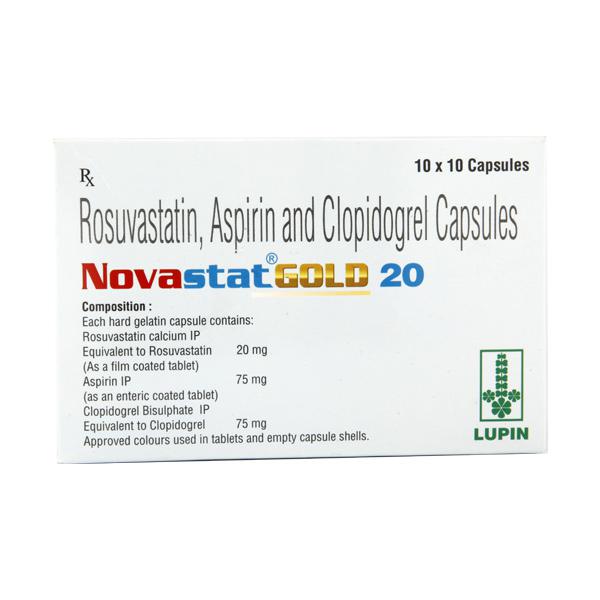 Rx
10 x 10 Capsules
Rosuvastatin, Aspirin and Clopidogrel Capsules
Novastat® GOLD 20
Composition :
Each hard gelatin capsule contains:
Rosuvastatin calcium IP
Equivalent to Rosuvastatin 20 mg
(As a film coated tablet)
Aspirin IP 75 mg
(as an enteric coated tablet)
Clopidogrel Bisulphate IP
Equivalent to Clopidogrel 75 mg
Approved colours used in tablets and empty capsule shells.
LUPIN